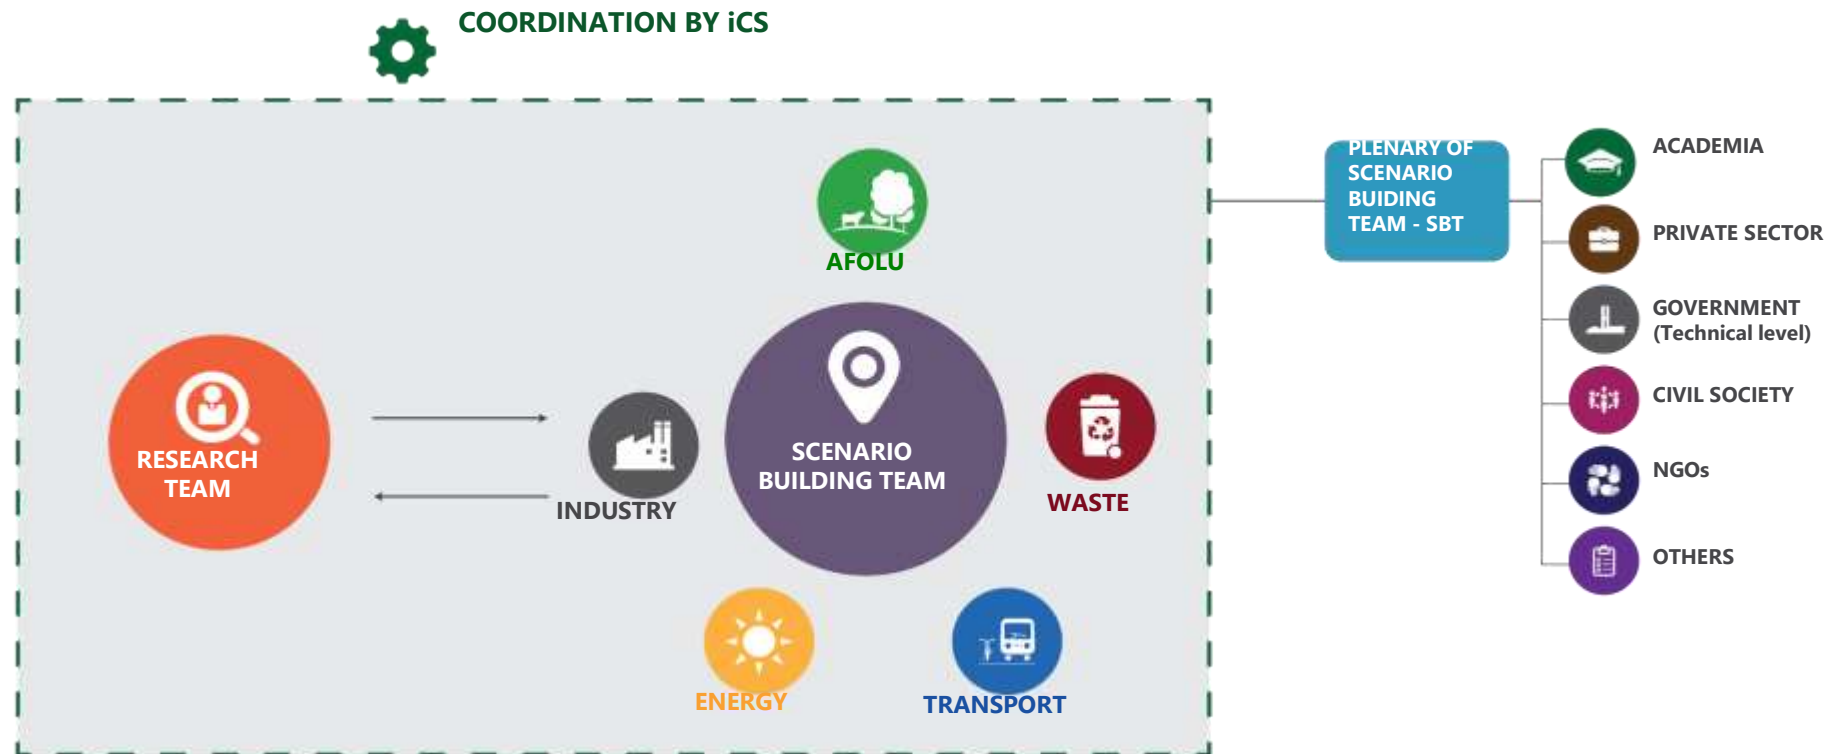 COORDINATION BY iCS
AFOLU
RESEARCH
TEAM
INDUSTRY
SCENARIO
BUILDING TEAM
WASTE
ENERGY
TRANSPORT
PLENARY OF
SCENARIO
BUIDING
TEAM - SBT
ACADEMIA
PRIVATE SECTOR
GOVERNMENT
(Technical level)
CIVIL SOCIETY
NGOs
OTHERS